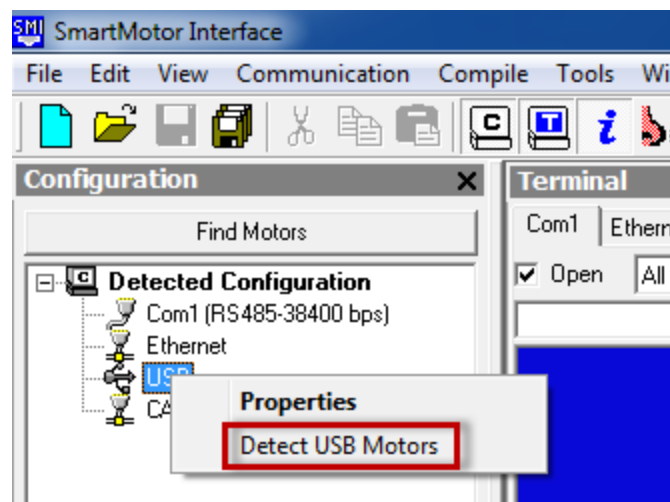 SMI SmartMotor Interface
File Edit View Communication Compile Tools
C T i
Configuration
Terminal
Find Motors
Com1
Detected Configuration
Open
All
Com1 (RS485-38400 bps)
Ethernet
USB
Properties
Detect USB Motors